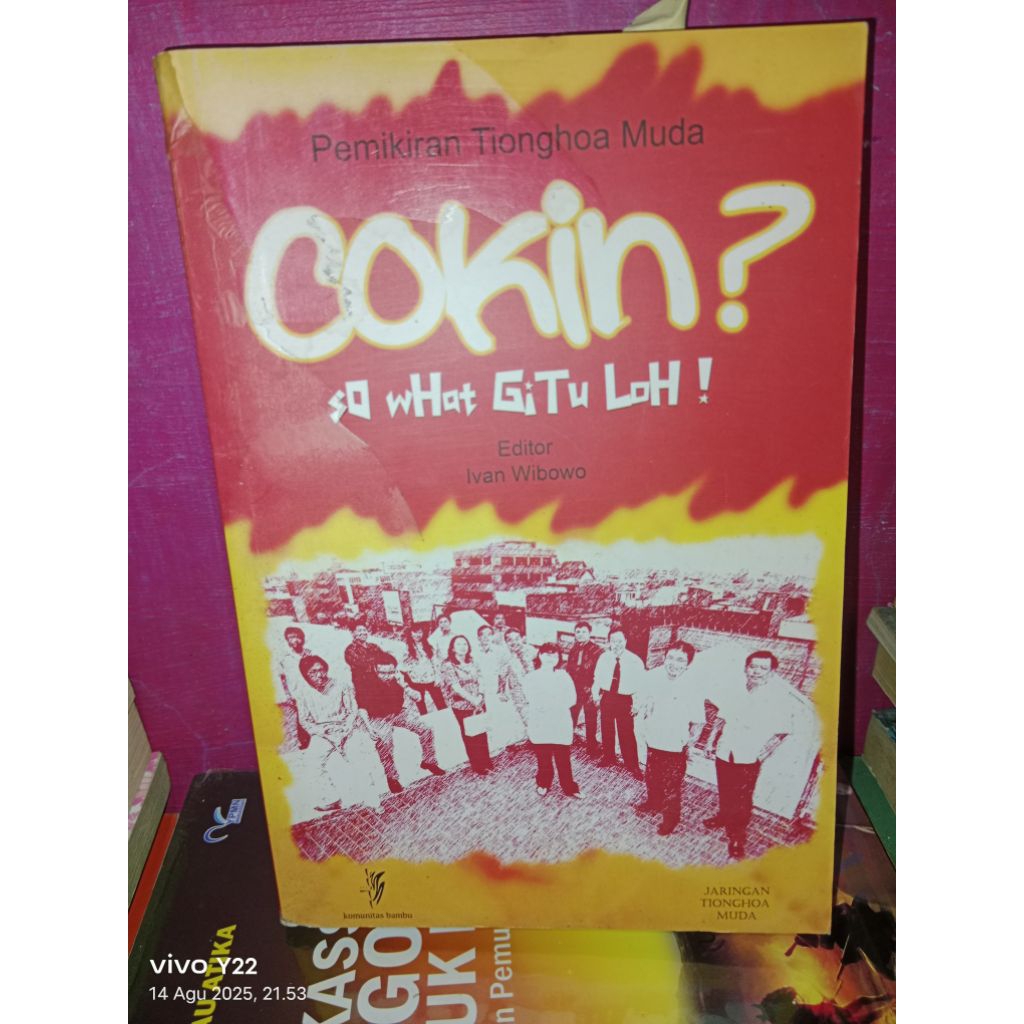 Pemikiran Tionghoa Muda
COKin?
so wHat GiTu LoH !
Editor
Ivan Wibowo
komunitas bambu
JARINGAN
TIONGHOA
MUDA
vivo Y22
14 Agu 2025, 21.53